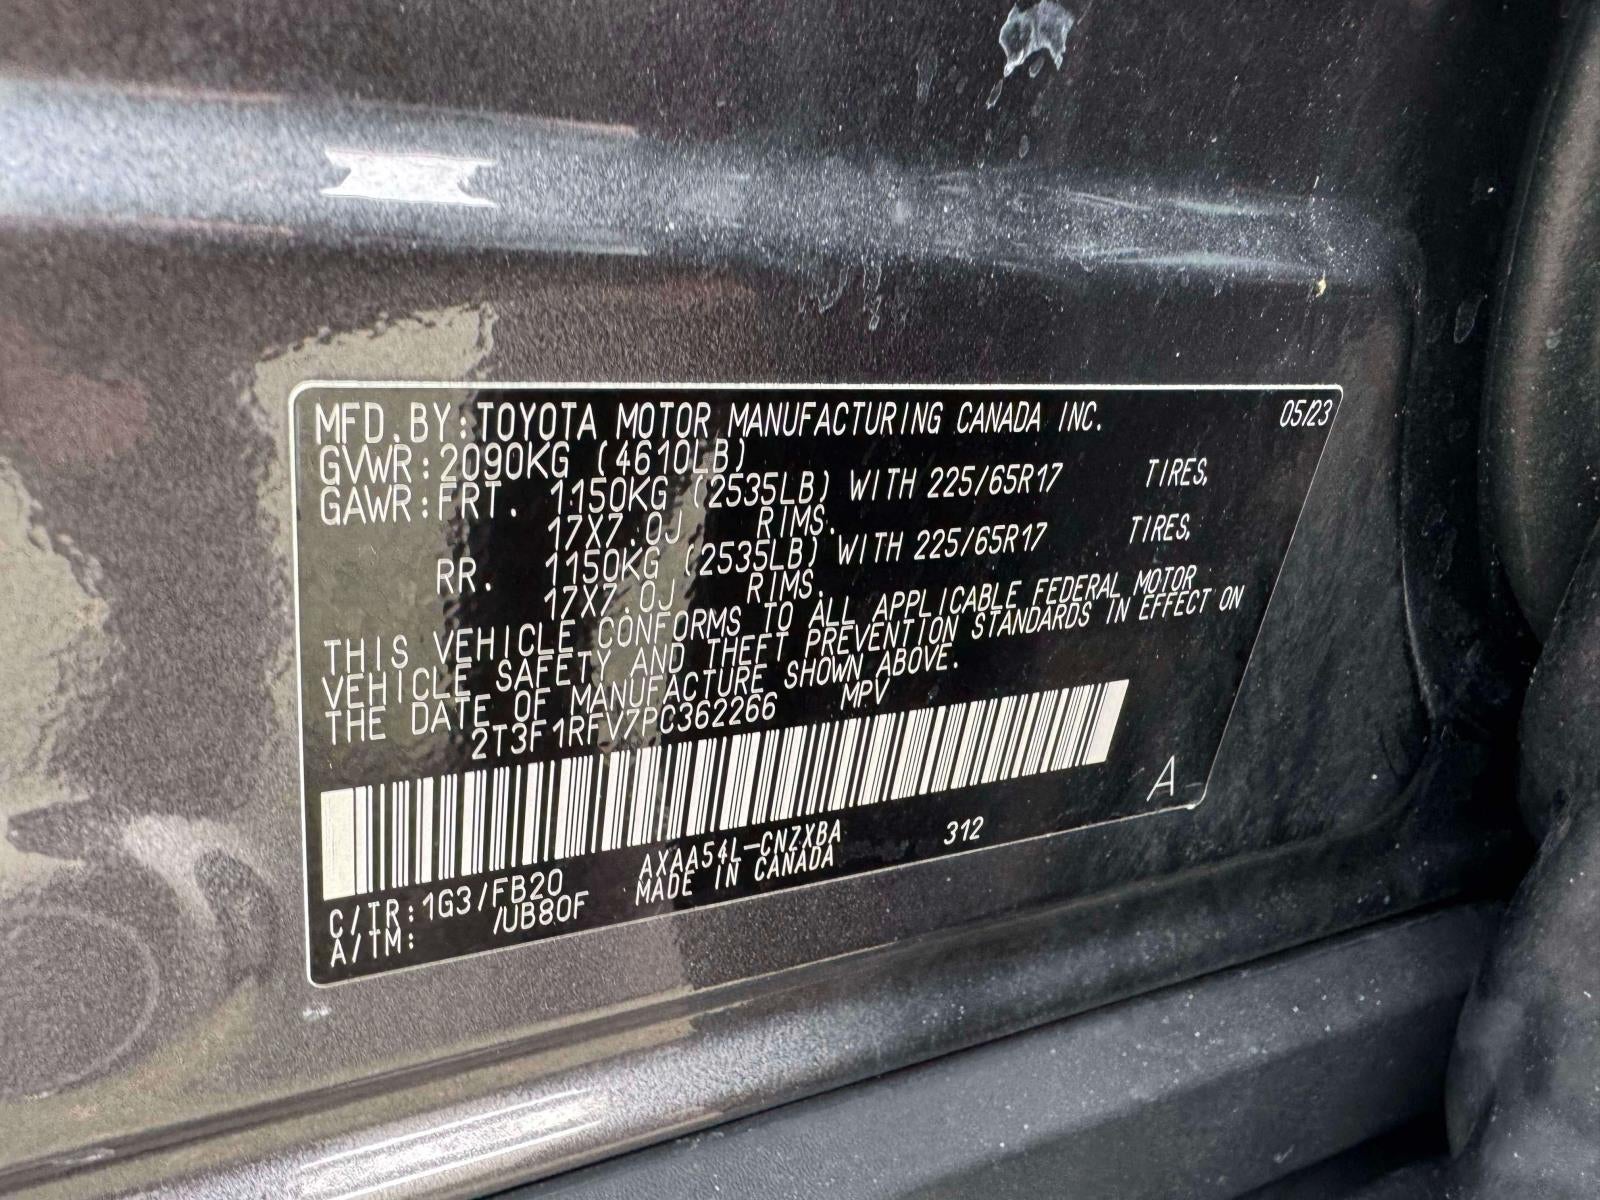 MFD. BY: TOYOTA MOTOR MANUFACTURING CANADA INC. 05/23
GVWR: 2090KG (4610LB)
GAWR: FRT. 1150KG (2535LB) WITH 225/65R17 TIRES,
17X7.0J RIMS.
RR. 1150KG (2535LB) WITH 225/65R17 TIRES,
17X7.0J RIMS.
THIS VEHICLE CONFORMS TO ALL APPLICABLE FEDERAL MOTOR
VEHICLE SAFETY AND THEFT PREVENTION STANDARDS IN EFFECT ON
THE DATE OF MANUFACTURE SHOWN ABOVE.
2T3F1RFV7PC362266 MPV
A
C/TR: 1G3/FB20 AXAA54L-CNZXBA 312
A/TM: /UB80F MADE IN CANADA